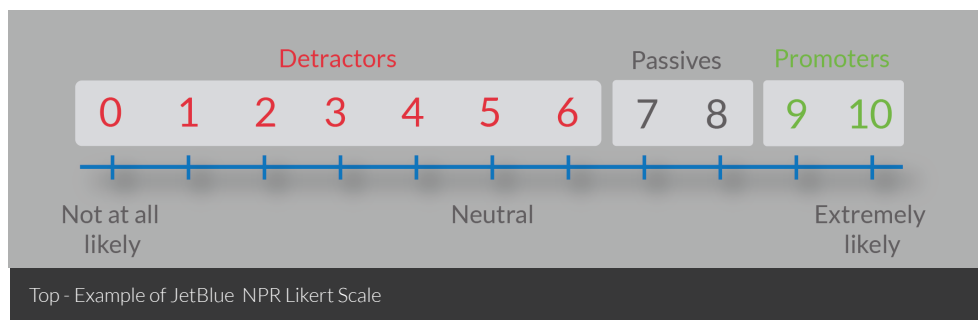 Detractors Passives Promoters
0 1 2 3 4 5 6 7 8 9 10
Not at all Neutral Extremely
likely likely
Top - Example of JetBlue NPR Likert Scale